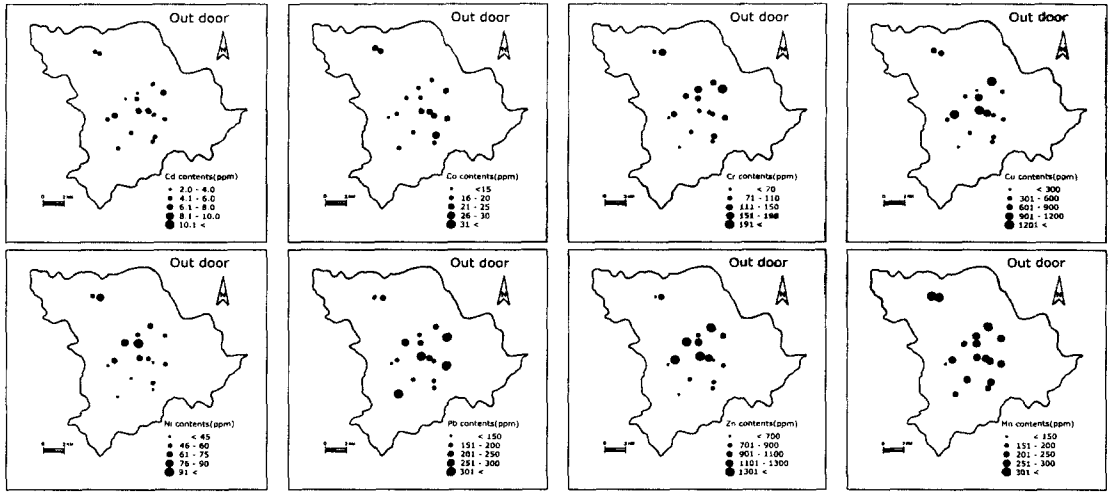 Out door
Cd contents(ppm)
2.0 - 4.0
4.1 - 6.0
6.1 - 8.0
8.1 - 10.0
10.1 <
Out door
Co contents(ppm)
<15
16 - 20
21 - 25
26 - 30
31 <
Out door
Cr contents(ppm)
< 70
71 - 110
111 - 150
151 - 190
191 <
Out door
Cu contents(ppm)
< 300
301 - 600
601 - 900
901 - 1200
1201 <
Out door
Ni contents(ppm)
< 45
46 - 60
61 - 75
76 - 90
91 <
Out door
Pb contents(ppm)
< 150
151 - 200
201 - 250
251 - 300
301 <
Out door
Zn contents(ppm)
< 700
701 - 900
901 - 1100
1101 - 1300
1301 <
Out door
Mn contents(ppm)
< 150
151 - 200
201 - 250
251 - 300
301 <